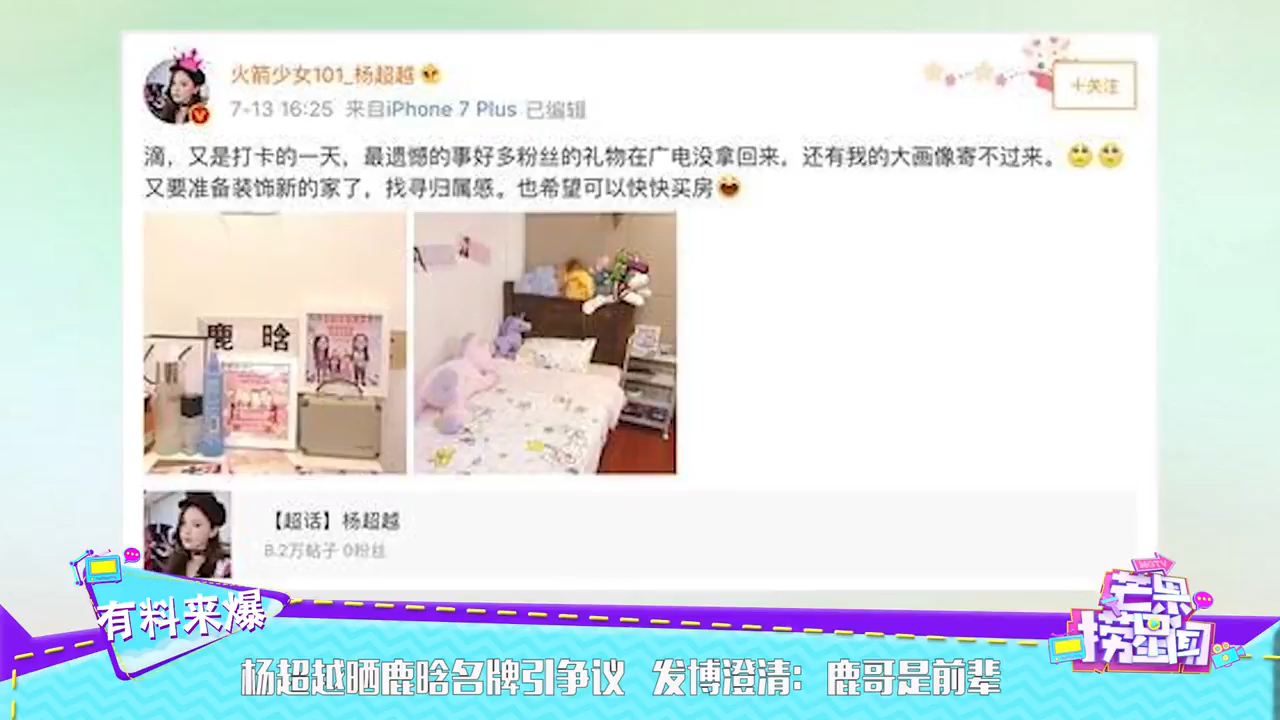 火箭少女101_杨超越
+关注
7-13 16:25 来自iPhone 7 Plus 已编辑
滴，又是打卡的一天，最遗憾的事好多粉丝的礼物在广电没拿回来，还有我的大画像寄不过来。
又要准备装饰新的家了，找寻归属感。也希望可以快快买房
鹿 晗
【超话】杨超越
8.2万帖子 0粉丝
有料来爆
MGTV
芒果
捞星闻
杨超越晒鹿晗名牌引争议 发博澄清：鹿哥是前辈